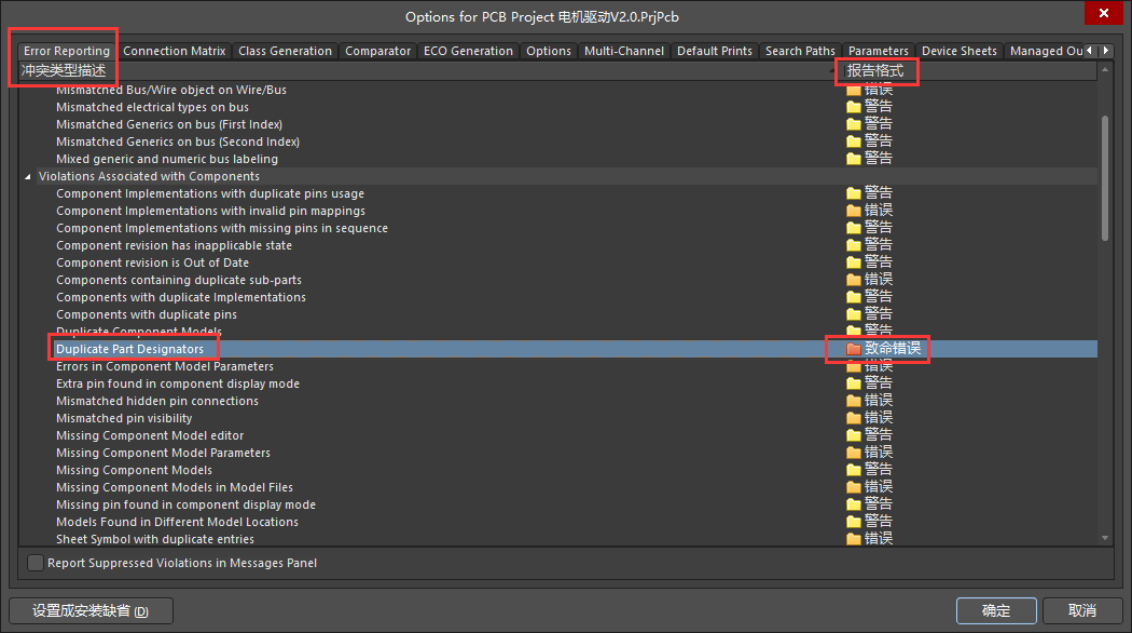 Options for PCB Project 电机驱动V2.0.PrjPcb
Error Reporting Connection Matrix Class Generation Comparator ECO Generation Options Multi-Channel Default Prints Search Paths Parameters Device Sheets Managed Ou
冲突类型描述 报告格式
Mismatched Bus/Wire object on Wire/Bus 错误
Mismatched electrical types on bus 警告
Mismatched Generics on bus (First Index) 警告
Mismatched Generics on bus (Second Index) 警告
Mixed generic and numeric bus labeling 警告
Violations Associated with Components
Component Implementations with duplicate pins usage 警告
Component Implementations with invalid pin mappings 错误
Component Implementations with missing pins in sequence 警告
Component revision has inapplicable state 警告
Component revision is Out of Date 警告
Components containing duplicate sub-parts 错误
Components with duplicate Implementations 警告
Components with duplicate pins 警告
Duplicate Component Models 警告
Duplicate Part Designators 致命错误
Errors in Component Model Parameters 错误
Extra pin found in component display mode 警告
Mismatched hidden pin connections 错误
Mismatched pin visibility 错误
Missing Component Model editor 警告
Missing Component Model Parameters 错误
Missing Component Models 警告
Missing Component Models in Model Files 错误
Missing pin found in component display mode 警告
Models Found in Different Model Locations 警告
Sheet Symbol with duplicate entries 错误
Report Suppressed Violations in Messages Panel
设置成安装缺省 (D) 确定 取消